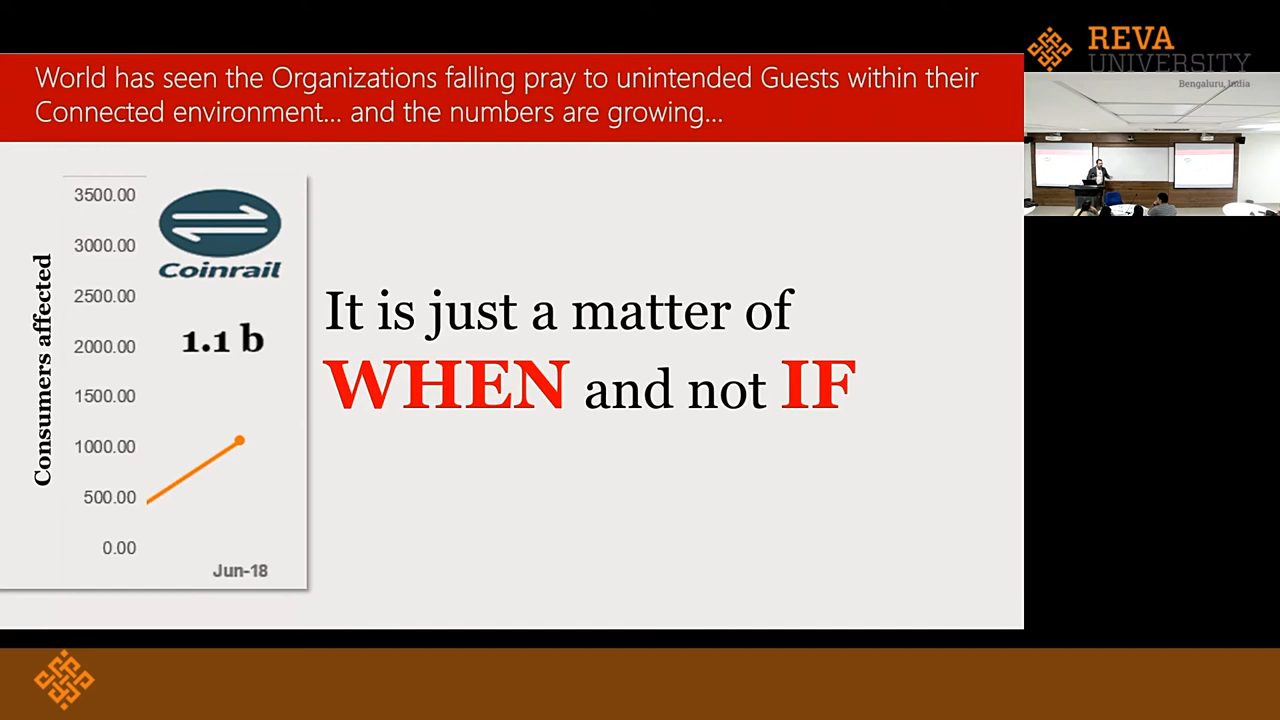 World has seen the Organizations falling pray to unintended Guests within their
Connected environment... and the numbers are growing...
REVA
UNIVERSITY
Bengaluru, India
Consumers affected
3500.00
3000.00
2500.00
2000.00
1500.00
1000.00
500.00
0.00
Coinrail
1.1 b
Jun-18
It is just a matter of
WHEN and not IF